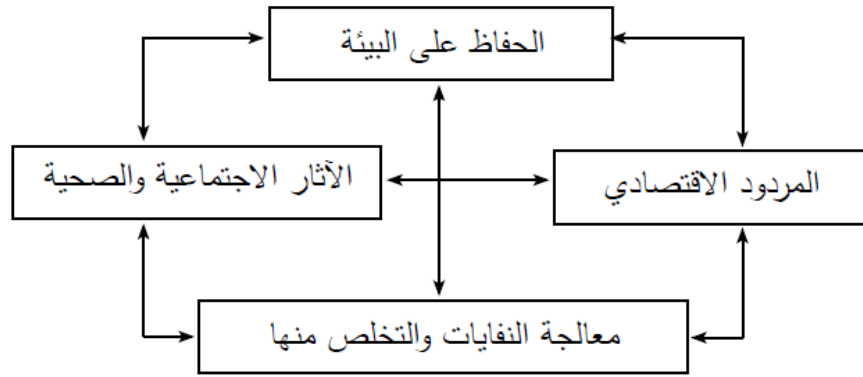 الحفاظ على البيئة
المردود الاقتصادي
الآثار الاجتماعية والصحية
معالجة النفايات والتخلص منها